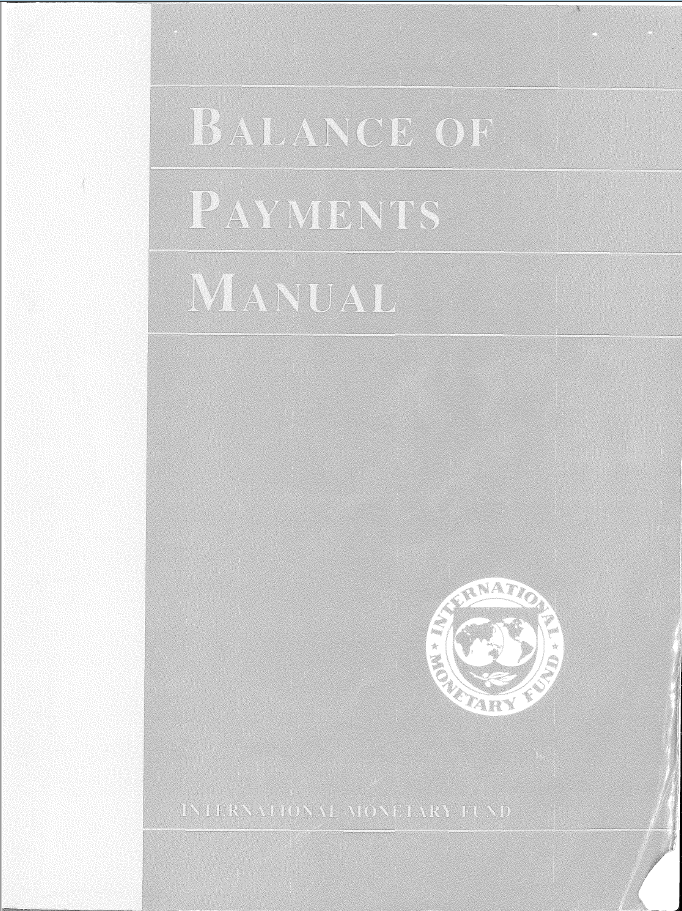 BALANCE OF
PAYMENTS
MANUAL
INTERNATIONAL
MONETARY FUND
INTERNATIONAL MONETARY FUND